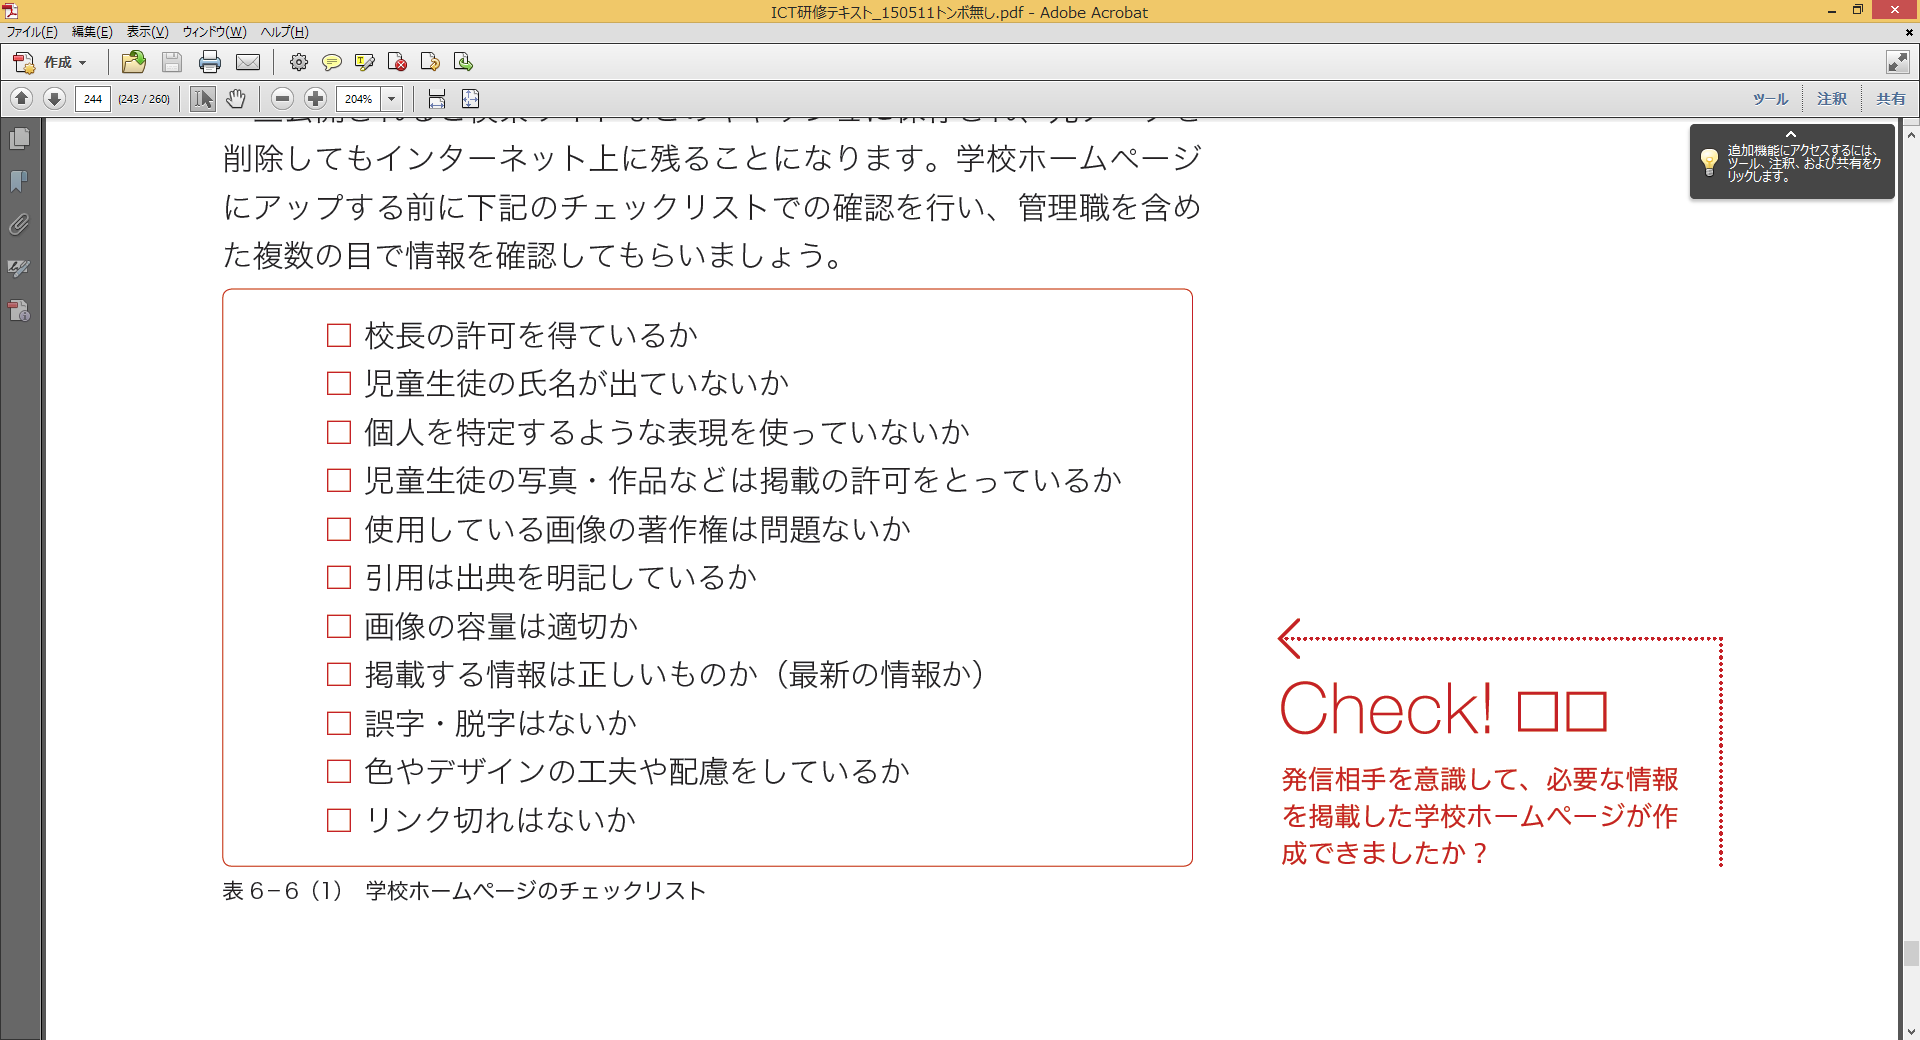 ICT研修テキスト_150511トンボ無し.pdf - Adobe Acrobat
ファイル(F) 編集(E) 表示(V) ウィンドウ(W) ヘルプ(H)
作成
244 (243 / 260) 204% ツール 注釈 共有
追加機能にアクセスするには、
ツール、注釈、および共有をク
リックします。
削除してもインターネット上に残ることになります。学校ホームページ
にアップする前に下記のチェックリストでの確認を行い、管理職を含め
た複数の目で情報を確認してもらいましょう。
□ 校長の許可を得ているか
□ 児童生徒の氏名が出ていないか
□ 個人を特定するような表現を使っていないか
□ 児童生徒の写真・作品などは掲載の許可をとっているか
□ 使用している画像の著作権は問題ないか
□ 引用は出典を明記しているか
□ 画像の容量は適切か
□ 掲載する情報は正しいものか（最新の情報か）
□ 誤字・脱字はないか
□ 色やデザインの工夫や配慮をしているか
□ リンク切れはないか
表 6−6（1） 学校ホームページのチェックリスト
Check! □□
発信相手を意識して、必要な情報
を掲載した学校ホームページが作
成できましたか？